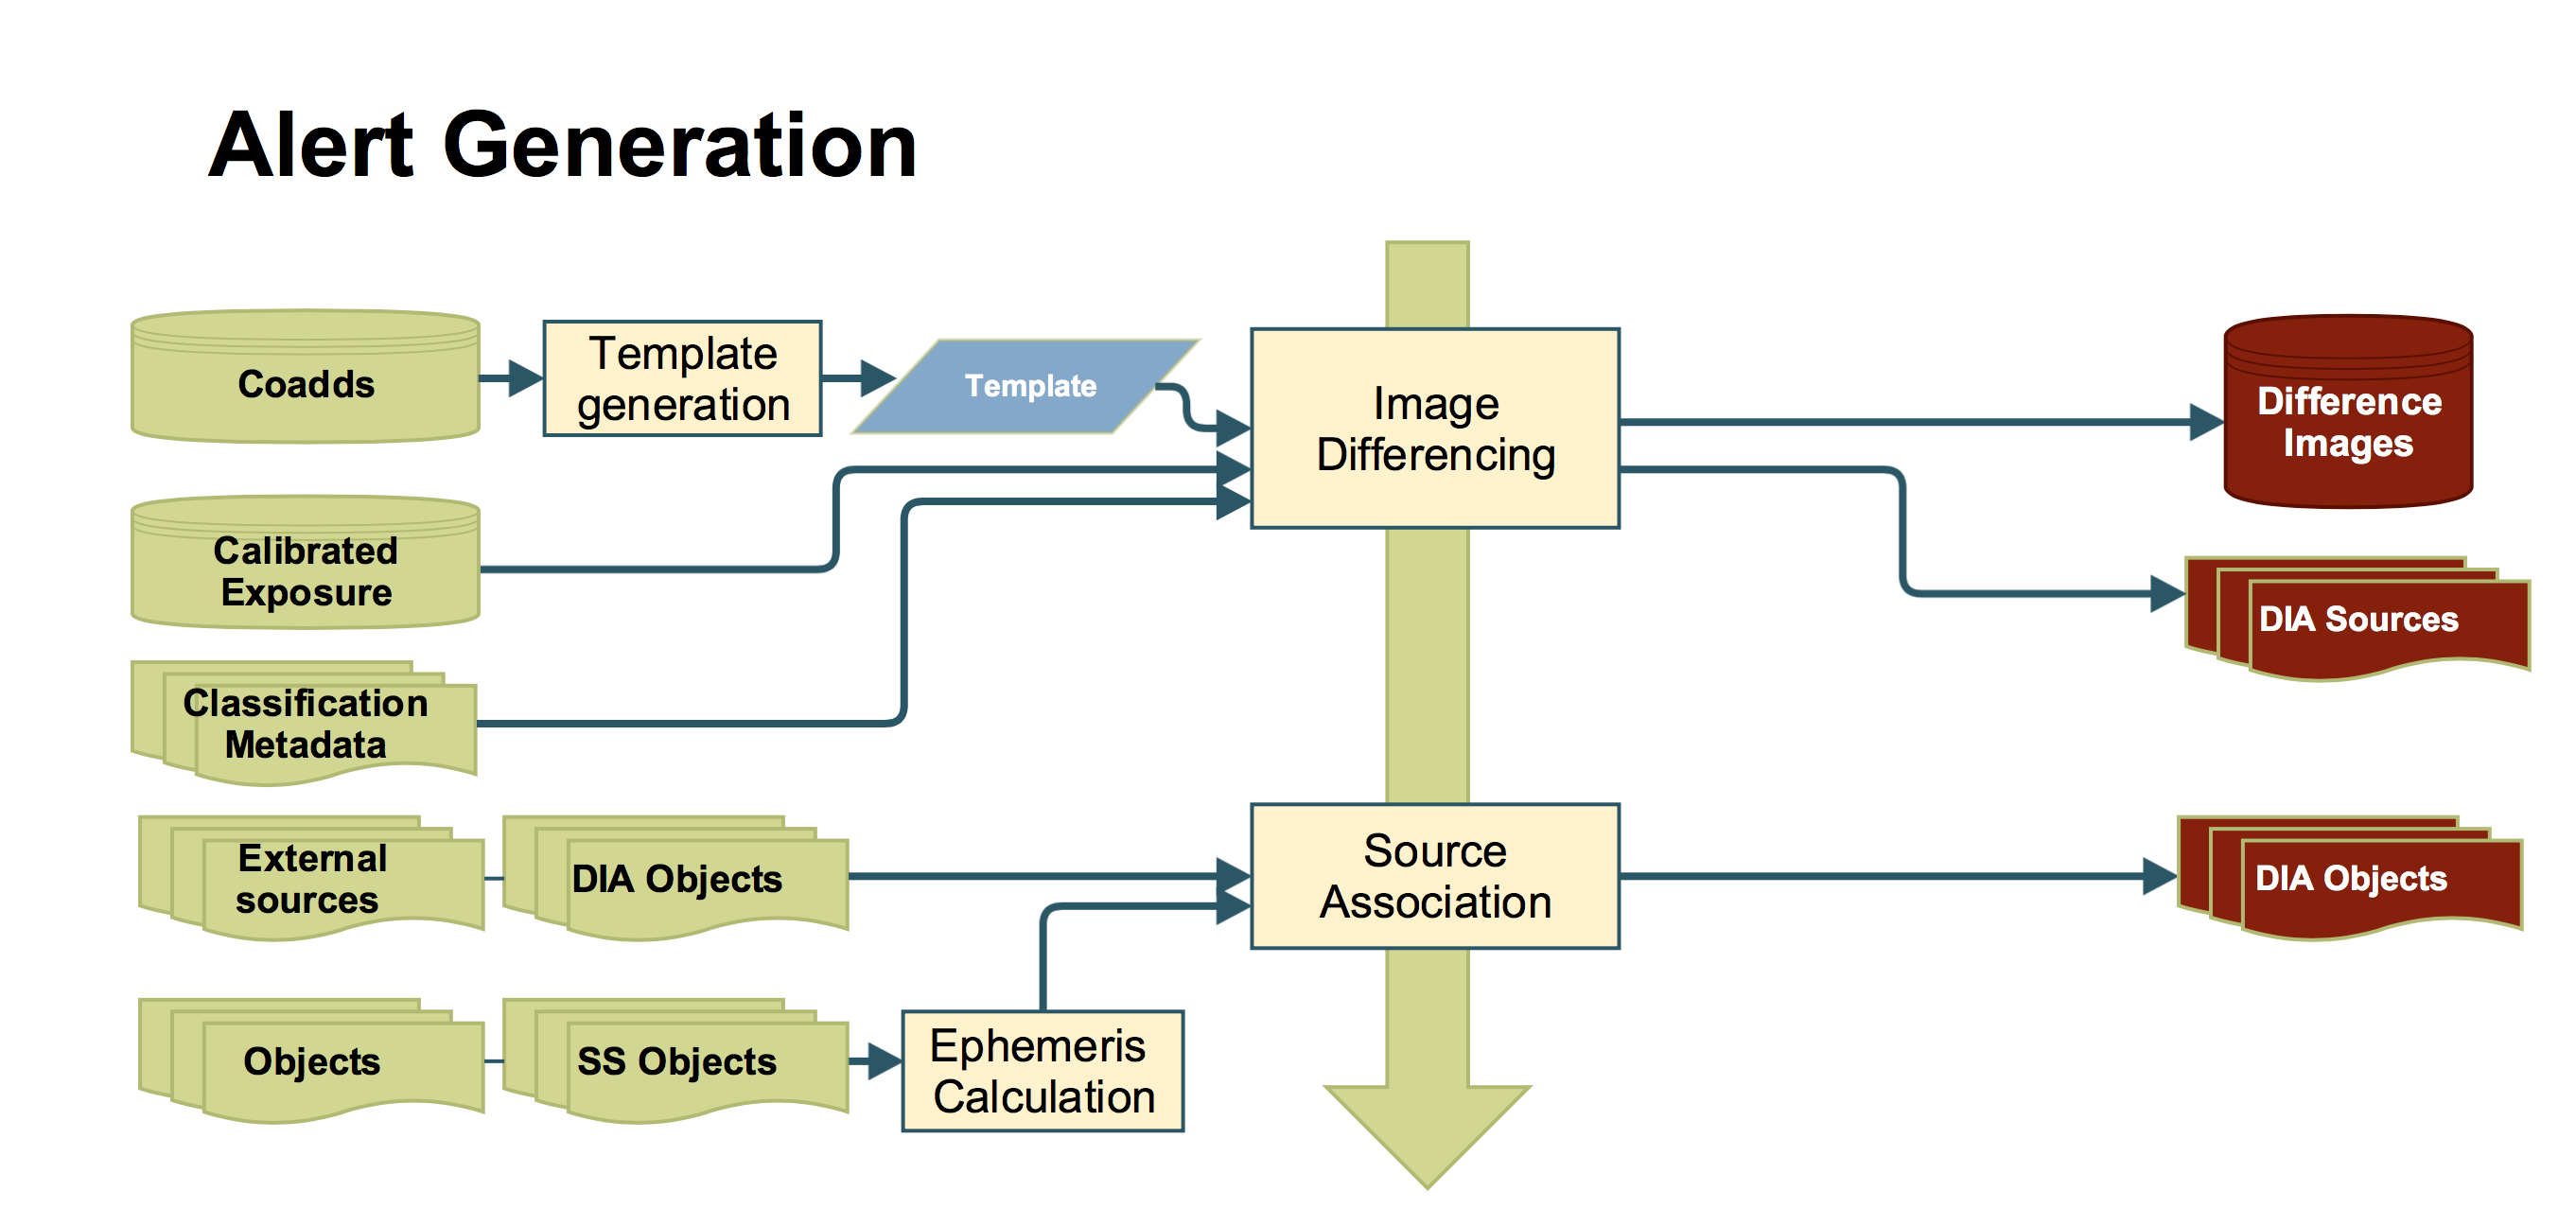 Alert Generation
Coadds
Template
generation
Template
Image
Differencing
Difference
Images
Calibrated
Exposure
DIA Sources
Classification
Metadata
External
sources
DIA Objects
Source
Association
DIA Objects
Objects
SS Objects
Ephemeris
Calculation